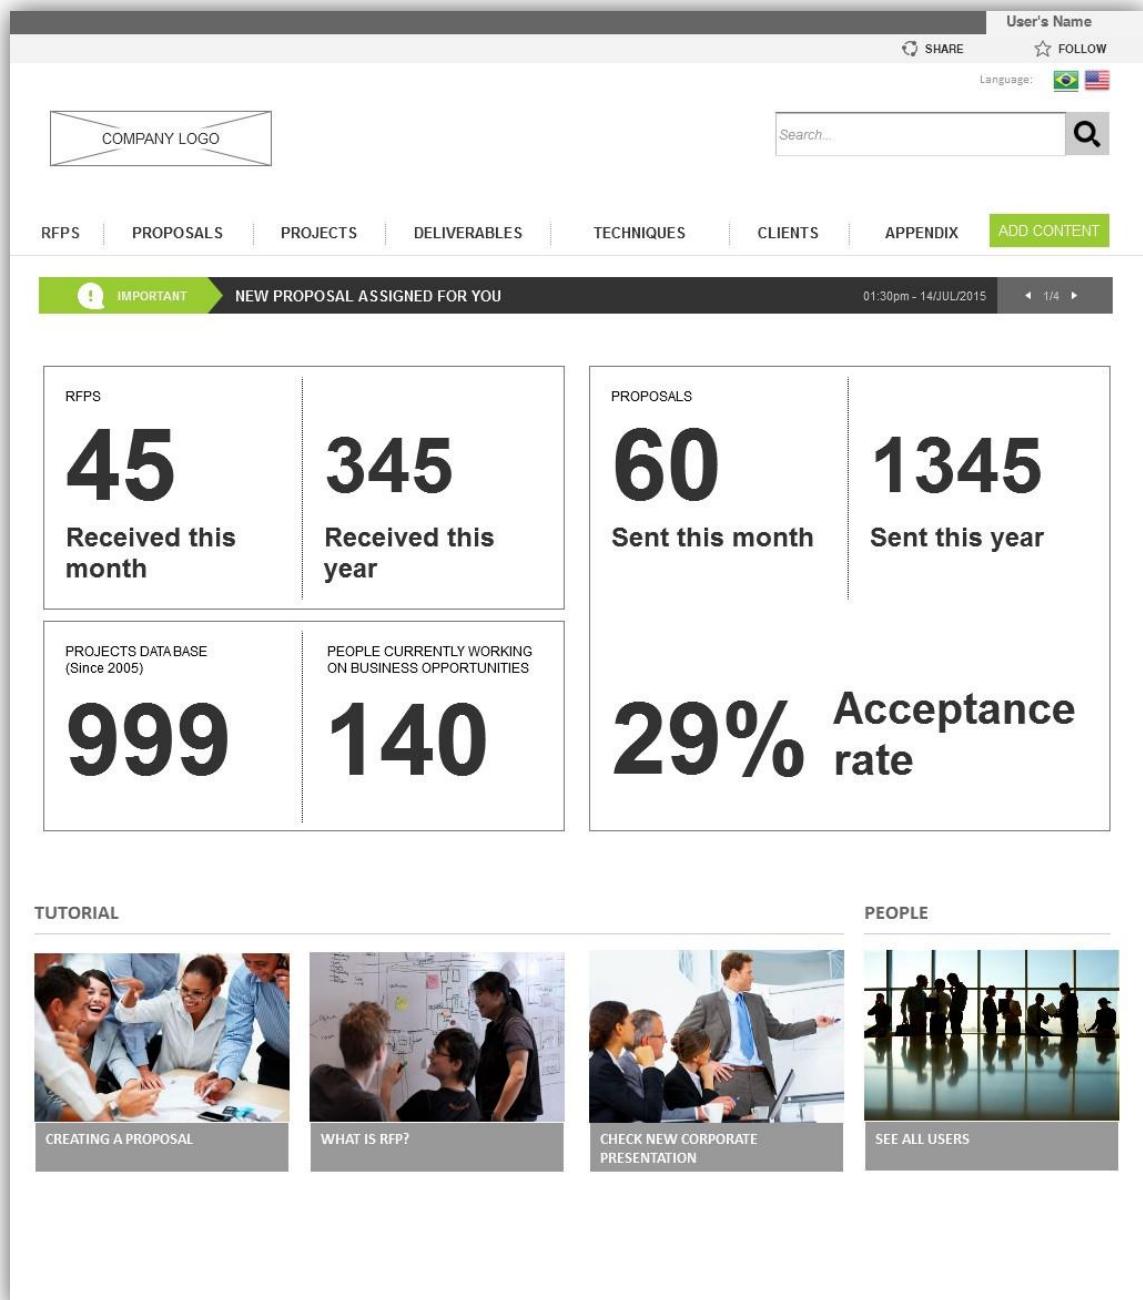 User's Name
SHARE
FOLLOW
Language:
COMPANY LOGO
Search...
RFPS
PROPOSALS
PROJECTS
DELIVERABLES
TECHNIQUES
CLIENTS
APPENDIX
ADD CONTENT
IMPORTANT
NEW PROPOSAL ASSIGNED FOR YOU
01:30pm - 14/JUL/2015
1/4
RFPS
45
Received this
month
345
Received this
year
PROPOSALS
60
Sent this month
1345
Sent this year
PROJECTS DATA BASE
(Since 2005)
999
PEOPLE CURRENTLY WORKING
ON BUSINESS OPPORTUNITIES
140
29%
Acceptance
rate
TUTORIAL
PEOPLE
CREATING A PROPOSAL
WHAT IS RFP?
CHECK NEW CORPORATE
PRESENTATION
SEE ALL USERS